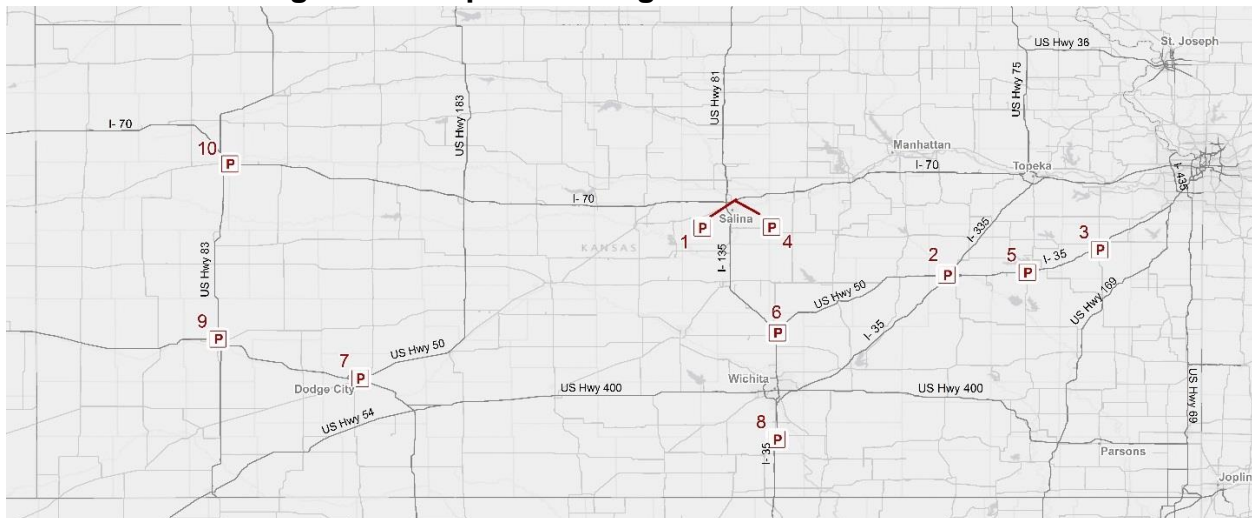 US Hwy 36
St. Joseph
US Hwy 183
US Hwy 81
US Hwy 75
I- 70
10
P
Manhattan
I- 70
Topeka
I- 435
I- 70
Salina
P
1
P
4
KANSAS
I- 135
I- 335
3
P
2
P
5
P
I- 35
US Hwy 83
US Hwy 50
US Hwy 169
9
P
6
P
I- 35
US Hwy 50
7
P
Dodge City
Wichita
US Hwy 400
US Hwy 400
US Hwy 54
US Hwy 69
8
P
I- 35
Parsons
Joplin